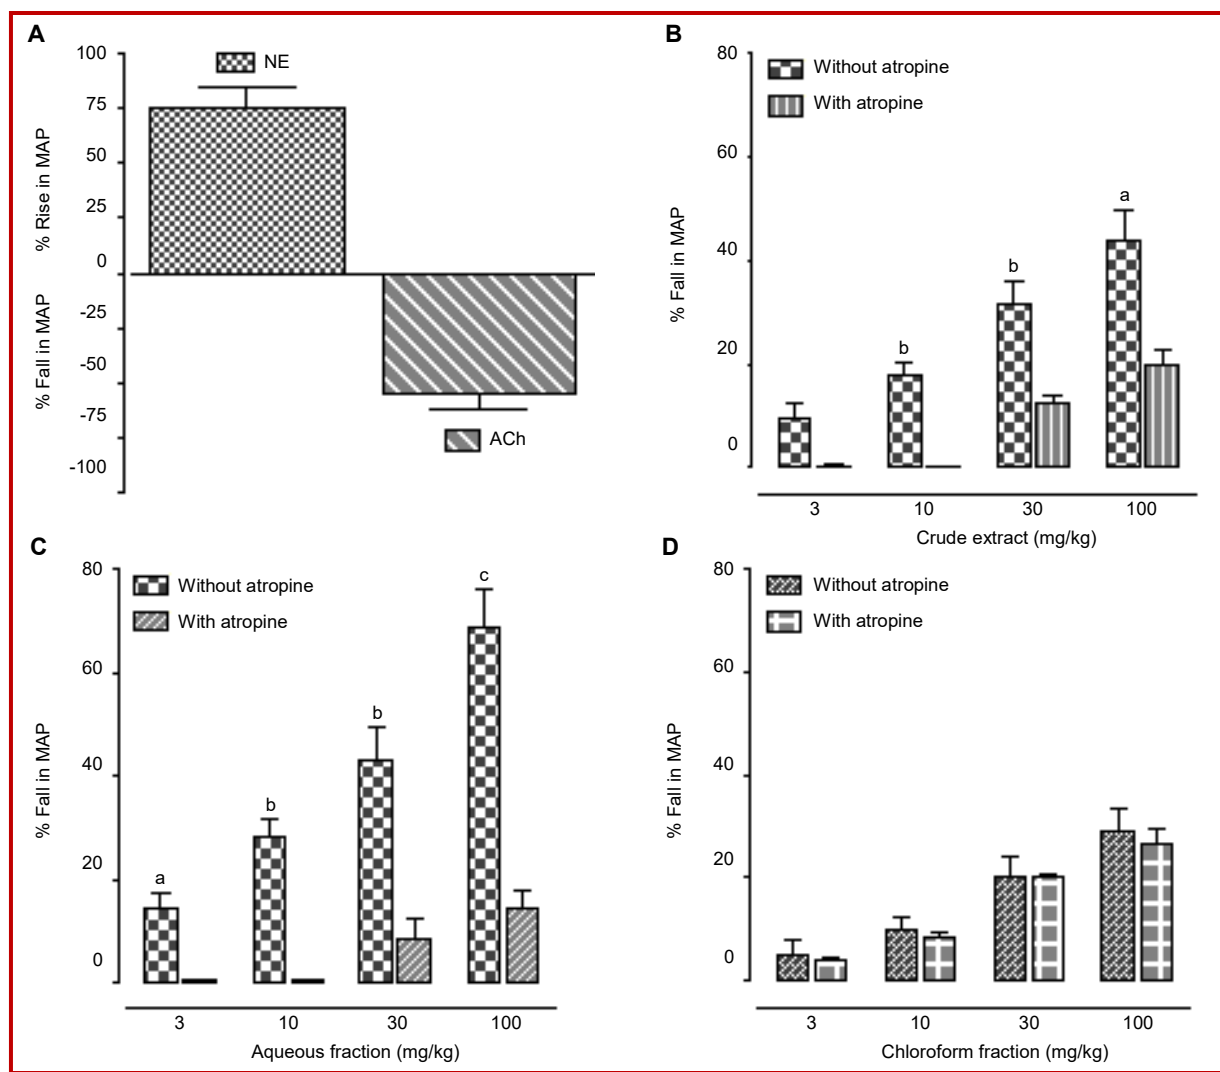 A
100
75
50
25
0
-25
-50
-75
-100
% Rise in MAP
% Fall in MAP
NE
ACh
B
80
60
40
20
0
% Fall in MAP
Without atropine
With atropine
b
b
a
3 10 30 100
Crude extract (mg/kg)
C
80
60
40
20
0
% Fall in MAP
Without atropine
With atropine
a
b
b
c
3 10 30 100
Aqueous fraction (mg/kg)
D
80
60
40
20
0
% Fall in MAP
Without atropine
With atropine
3 10 30 100
Chloroform fraction (mg/kg)